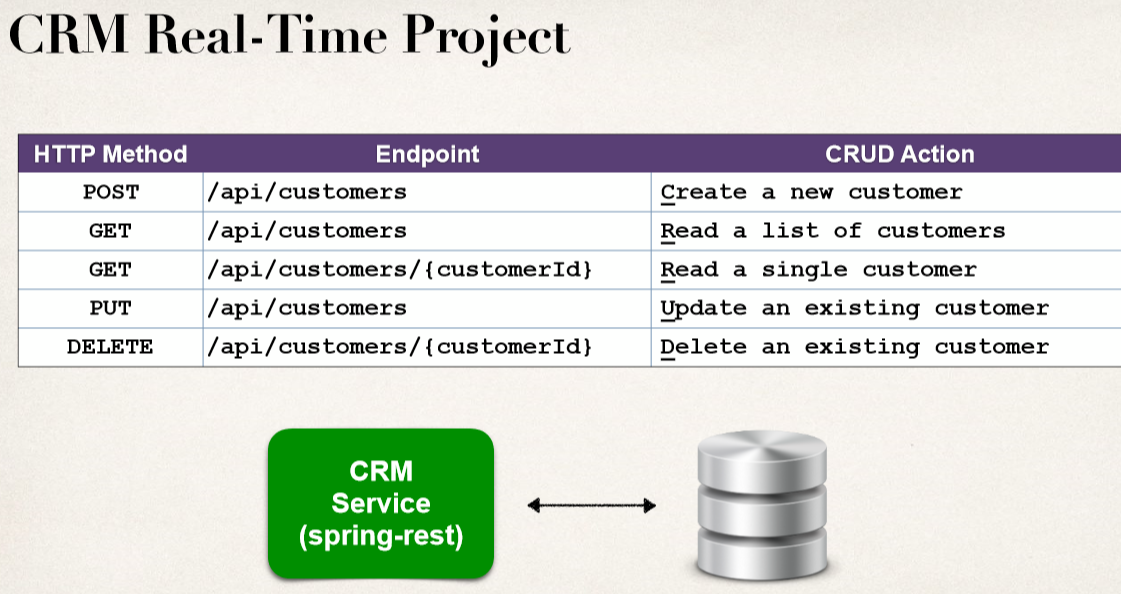 CRM Real-Time Project
HTTP Method Endpoint CRUD Action
POST /api/customers Create a new customer
GET /api/customers Read a list of customers
GET /api/customers/{customerId} Read a single customer
PUT /api/customers Update an existing customer
DELETE /api/customers/{customerId} Delete an existing customer
CRM
Service
(spring-rest)